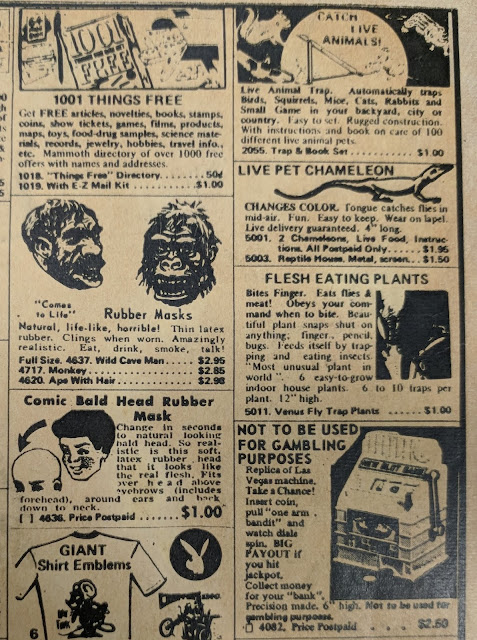 1001 FREE
1001 THINGS FREE
Get FREE articles, novelties, books, stamps,
coins, show tickets, games, films, products,
maps, toys, food-drug samples, science mate-
rials, records, jewelry, hobbies, travel info.,
etc. Mammoth directory of over 1000 free
offers with names and addresses.
1018. "Things Free" Directory. . . . . 50¢
1019. With E-Z Mail Kit . . . . . . . . $1.00
"Comes
to Life"
Rubber Masks
Natural, life-like, horrible! Thin latex
rubber. Clings when worn. Amazingly
realistic. Eat, drink, smoke, talk!
Full Size. 4637. Wild Cave Man . . . . . $2.95
4717. Monkey . . . . . . . . . . . $2.85
4620. Ape With Hair . . . . . . . . . $2.98
Comic Bald Head Rubber
Mask
Change in seconds
to natural looking
bald head. So real-
istic is this soft,
latex rubber head
that it looks like
the real flesh. Fits
over head above
eyebrows (includes
forehead), around ears and back
down to neck.
[ ] 4636. Price Postpaid . . . . . $1.00
GIANT
Shirt Emblems
6
CATCH
LIVE
ANIMALS!
Live Animal Trap. Automatically traps
Birds, Squirrels, Mice, Cats, Rabbits and
Small Game in your backyard, city or
country. Easy to set. Rugged construction.
With instructions and book on care of 100
different live animal pets.
2055. Trap & Book Set . . . . . . . . . . $1.00
LIVE PET CHAMELEON
CHANGES COLOR. Tongue catches flies in
mid-air. Fun. Easy to keep. Wear on lapel.
Live delivery guaranteed. 4" long.
5001. 2 Chameleons, Live Food, Instruc-
tions. All Postpaid Only. . . . . $1.95
5003. Reptile House, Metal, screen. . . $1.50
FLESH EATING PLANTS
Bites Finger. Eats flies &
meat! Obeys your com-
mand when to bite. Beau-
tiful plant snaps shut on
anything; finger, pencil,
bugs. Feeds itself by trap-
ping and eating insects.
"Most unusual plant in
world". 6 easy-to-grow
indoor house plants. 6 to 10 traps per
plant. 12" high.
5011. Venus Fly Trap Plants . . . . . . $1.00
NOT TO BE USED
FOR GAMBLING
PURPOSES
Replica of Las
Vegas machine.
Take a Chance!
Insert coin,
pull "one arm
bandit" and
watch dials
spin. BIG
PAYOUT if
you hit
jackpot.
Collect money
for your "bank".
Precision made. 6" high. Not to be used for
gambling purposes.
4082. Price Postpaid . . . . $2.50